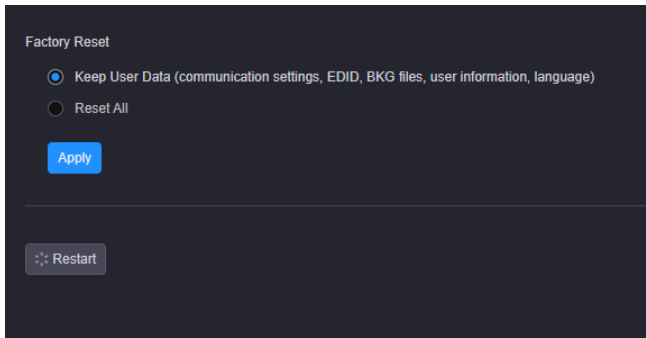 Factory Reset
Keep User Data (communication settings, EDID, BKG files, user information, language)
Reset All
Apply
Restart